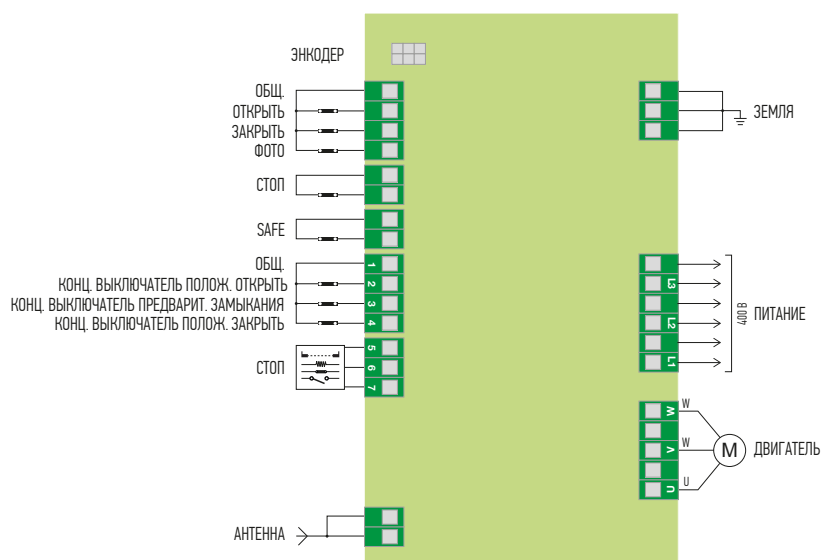 ЭНКОДЕР
ОБЩ.
ОТКРЫТЬ
ЗАКРЫТЬ
ФОТО
СТОП
SAFE
ОБЩ.
КОНЦ. ВЫКЛЮЧАТЕЛЬ ПОЛОЖ. ОТКРЫТЬ
КОНЦ. ВЫКЛЮЧАТЕЛЬ ПРЕДВАРИТ. ЗАМЫКАНИЯ
КОНЦ. ВЫКЛЮЧАТЕЛЬ ПОЛОЖ. ЗАКРЫТЬ
1
2
3
4
СТОП
5
6
7
АНТЕННА
ЗЕМЛЯ
L3
L2
L1
400 В
ПИТАНИЕ
W
V
U
W
W
U
M
ДВИГАТЕЛЬ